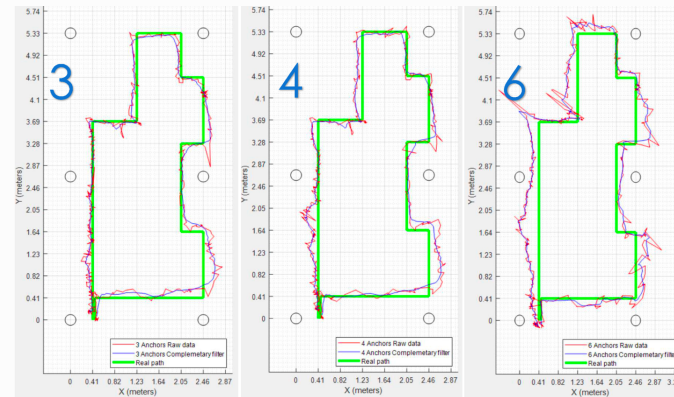 5.74
5.33
4.92
4.51
4.1
3.69
3.28
2.87
2.46
2.05
1.64
1.23
0.82
0.41
0
Y (meters)
3
3 Anchors Raw data
3 Anchors Complemetary filter
Real path
0 0.41 0.82 1.23 1.64 2.05 2.46 2.87
X (meters)
5.74
5.33
4.92
4.51
4.1
3.69
3.28
2.87
2.46
2.05
1.64
1.23
0.82
0.41
0
Y (meters)
4
4 Anchors Raw data
4 Anchors Complemetary filter
Real path
0 0.41 0.82 1.23 1.64 2.05 2.46 2.87
X (meters)
5.74
5.33
4.92
4.51
4.1
3.69
3.28
2.87
2.46
2.05
1.64
1.23
0.82
0.41
0
Y (meters)
6
6 Anchors Raw data
6 Anchors Complemetary filter
Real path
0 0.41 0.82 1.23 1.64 2.05 2.46 2.87
X (meters)